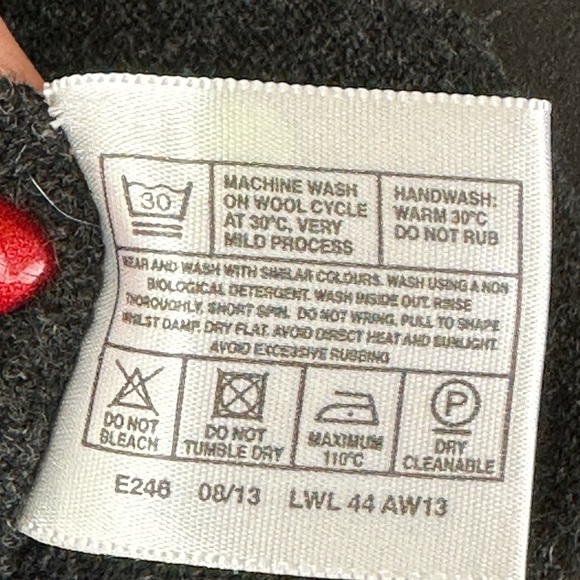 30
MACHINE WASH
ON WOOL CYCLE
AT 30°C, VERY
MILD PROCESS
HANDWASH:
WARM 30°C
DO NOT RUB
WEAR AND WASH WITH SIMILAR COLOURS. WASH USING A NON
BIOLOGICAL DETERGENT. WASH INSIDE OUT. RINSE
THOROUGHLY, SHORT SPIN. DO NOT WRING, PULL TO SHAPE
WHILST DAMP, DRY FLAT. AVOID DIRECT HEAT AND SUNLIGHT.
AVOID EXCESSIVE RUBBING
DO NOT
BLEACH
DO NOT
TUMBLE DRY
MAXIMUM
110°C
P
DRY
CLEANABLE
E246 08/13 LWL 44 AW13